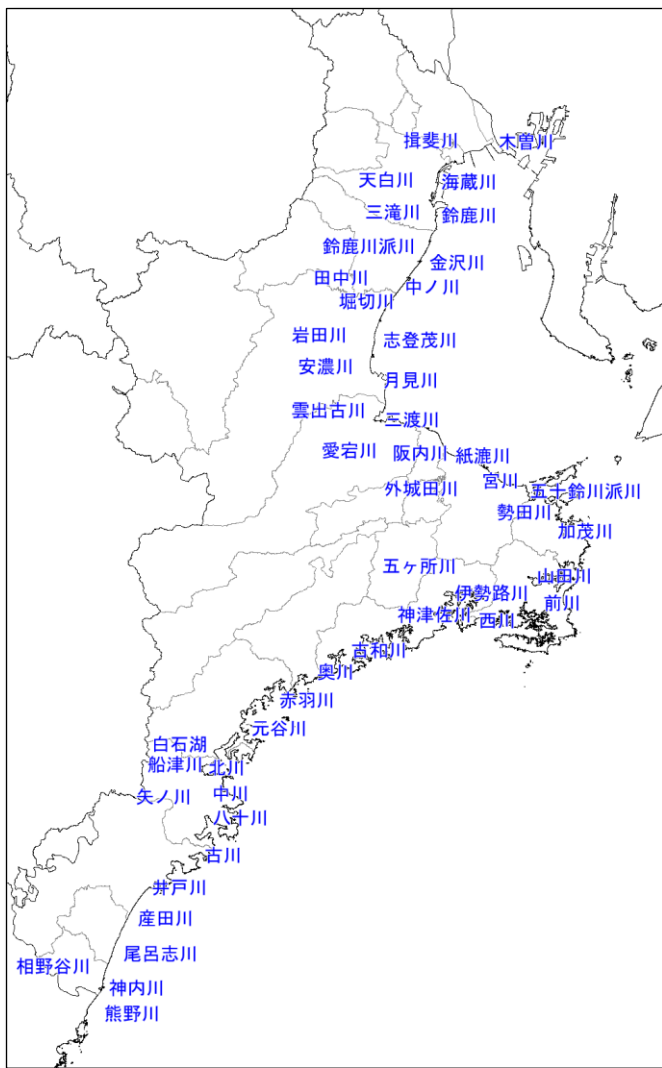 揖斐川
木曽川
天白川
海蔵川
三滝川
鈴鹿川
鈴鹿川派川
金沢川
田中川
中ノ川
堀切川
岩田川
志登茂川
安濃川
月見川
雲出古川
三渡川
愛宕川
阪内川
紙漉川
宮川
外城田川
五十鈴川派川
勢田川
加茂川
五ヶ所川
山田川
伊勢路川
前川
神津佐川
西川
古和川
奥川
赤羽川
元谷川
白石湖
船津川
北川
矢ノ川
中川
八十川
古川
井戸川
産田川
尾呂志川
相野谷川
神内川
熊野川